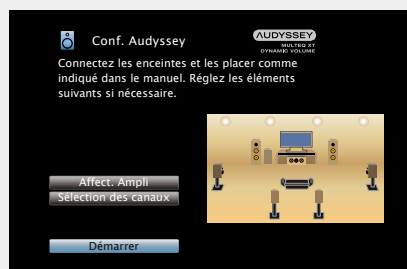 Conf. Audyssey
AUDYSSEY
MULTEQ XT
DYNAMIC VOLUME
Connectez les enceintes et les placer comme
indiqué dans le manuel. Réglez les éléments
suivants si nécessaire.
Affect. Ampli
Sélection des canaux
Démarrer